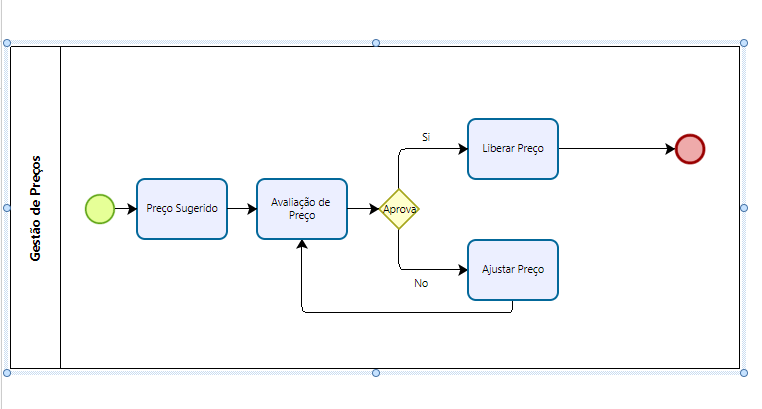 Gestão de Preços
Preço Sugerido
Avaliação de
Preço
Aprova
Si
Liberar Preço
No
Ajustar Preço